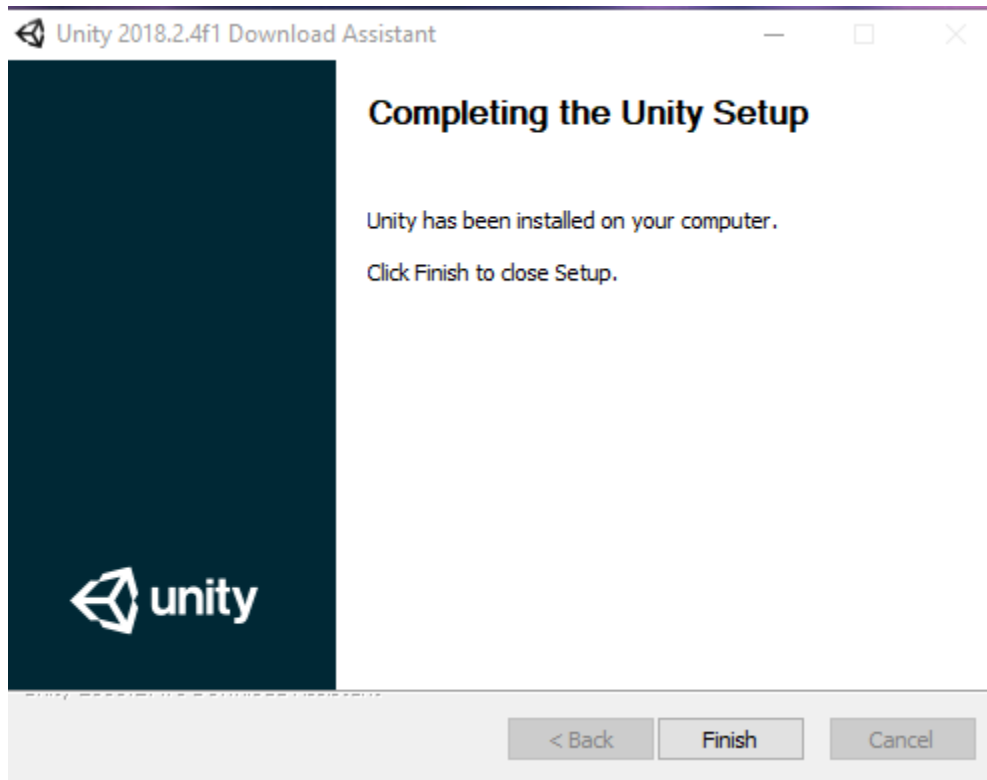 Unity 2018.2.4f1 Download Assistant
Completing the Unity Setup
Unity has been installed on your computer.
Click Finish to close Setup.
unity
< Back
Finish
Cancel